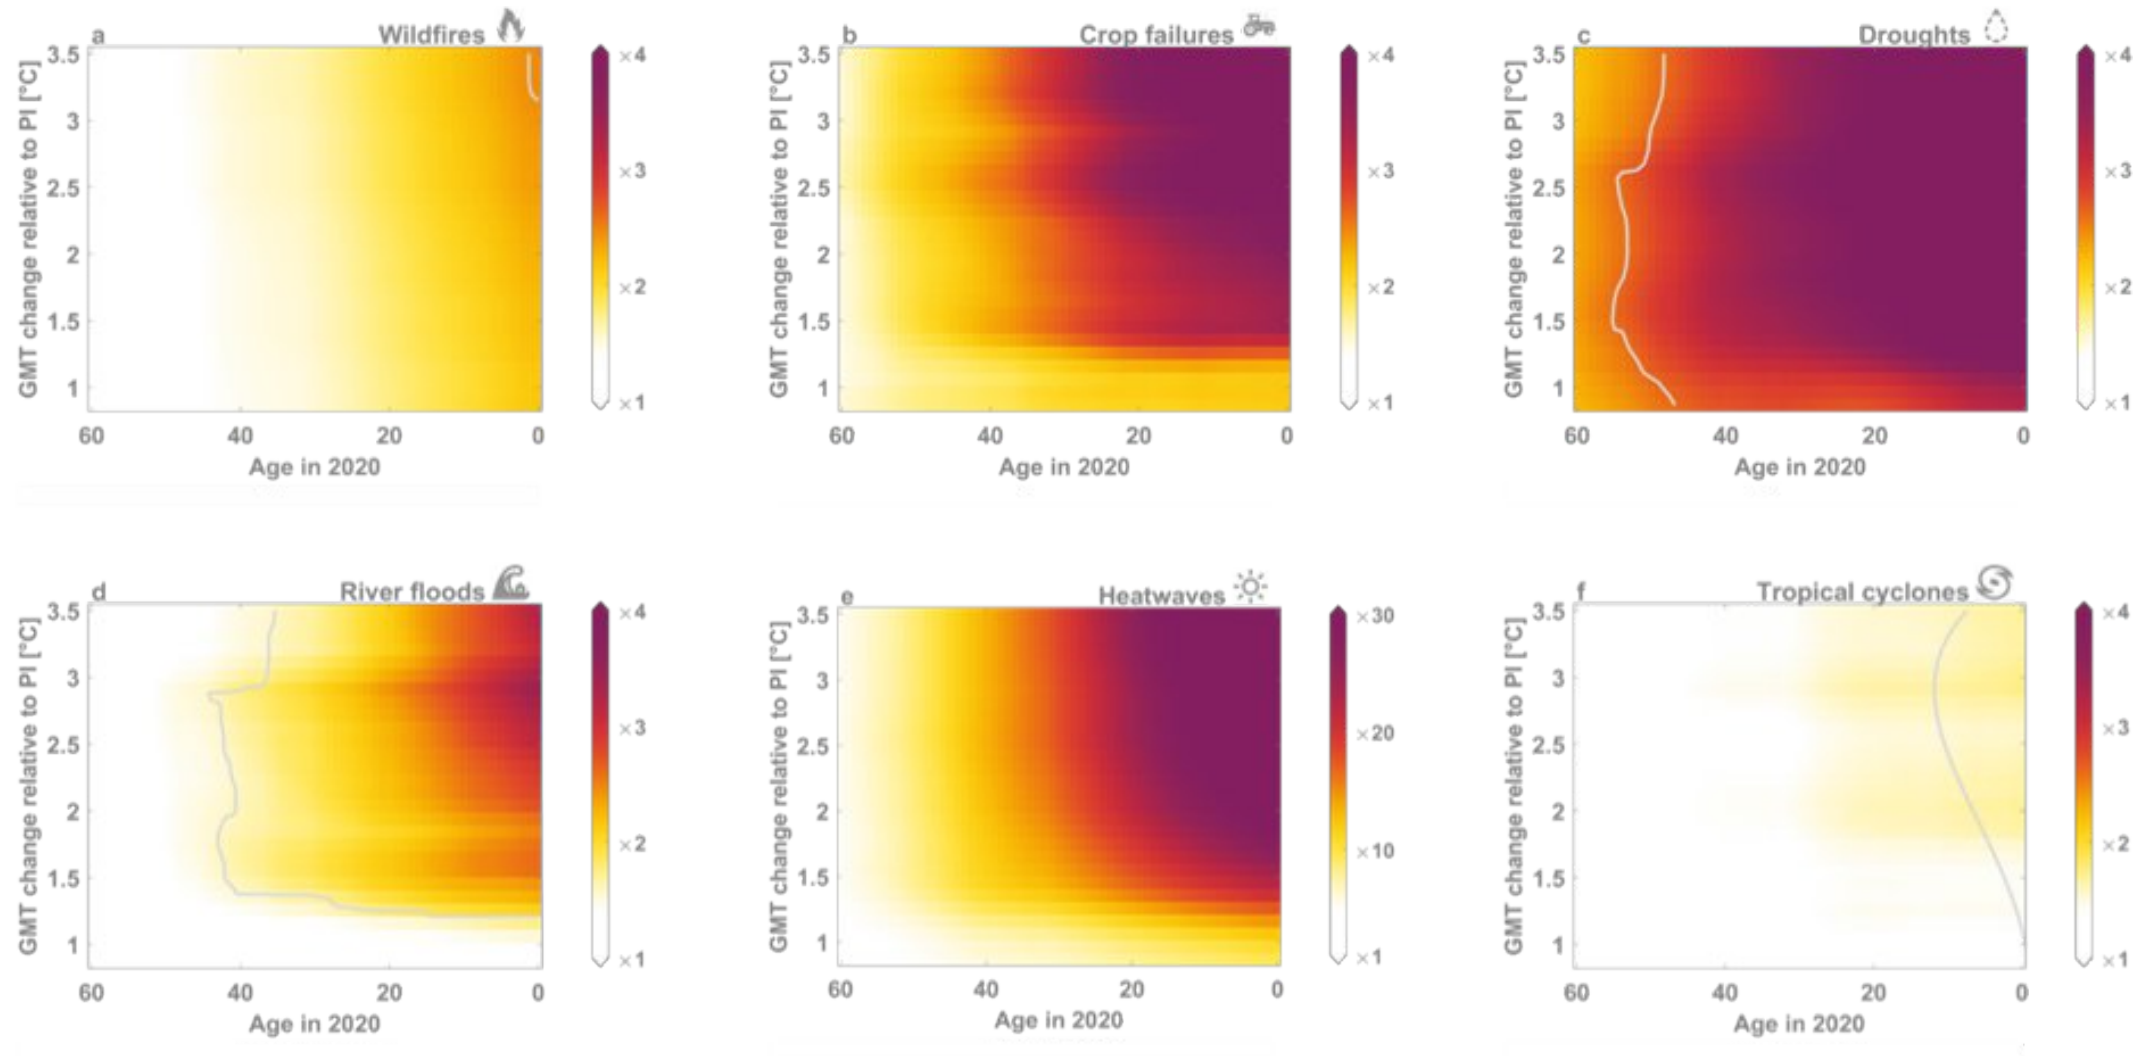 a Wildfires
GMT change relative to PI [°C]
3.5
3
2.5
2
1.5
1
60 40 20 0
Age in 2020
×4
×3
×2
×1
b Crop failures
GMT change relative to PI [°C]
3.5
3
2.5
2
1.5
1
60 40 20 0
Age in 2020
×4
×3
×2
×1
c Droughts
GMT change relative to PI [°C]
3.5
3
2.5
2
1.5
1
60 40 20 0
Age in 2020
×4
×3
×2
×1
d River floods
GMT change relative to PI [°C]
3.5
3
2.5
2
1.5
1
60 40 20 0
Age in 2020
×4
×3
×2
×1
e Heatwaves
GMT change relative to PI [°C]
3.5
3
2.5
2
1.5
1
60 40 20 0
Age in 2020
×30
×20
×10
×1
f Tropical cyclones
GMT change relative to PI [°C]
3.5
3
2.5
2
1.5
1
60 40 20 0
Age in 2020
×4
×3
×2
×1